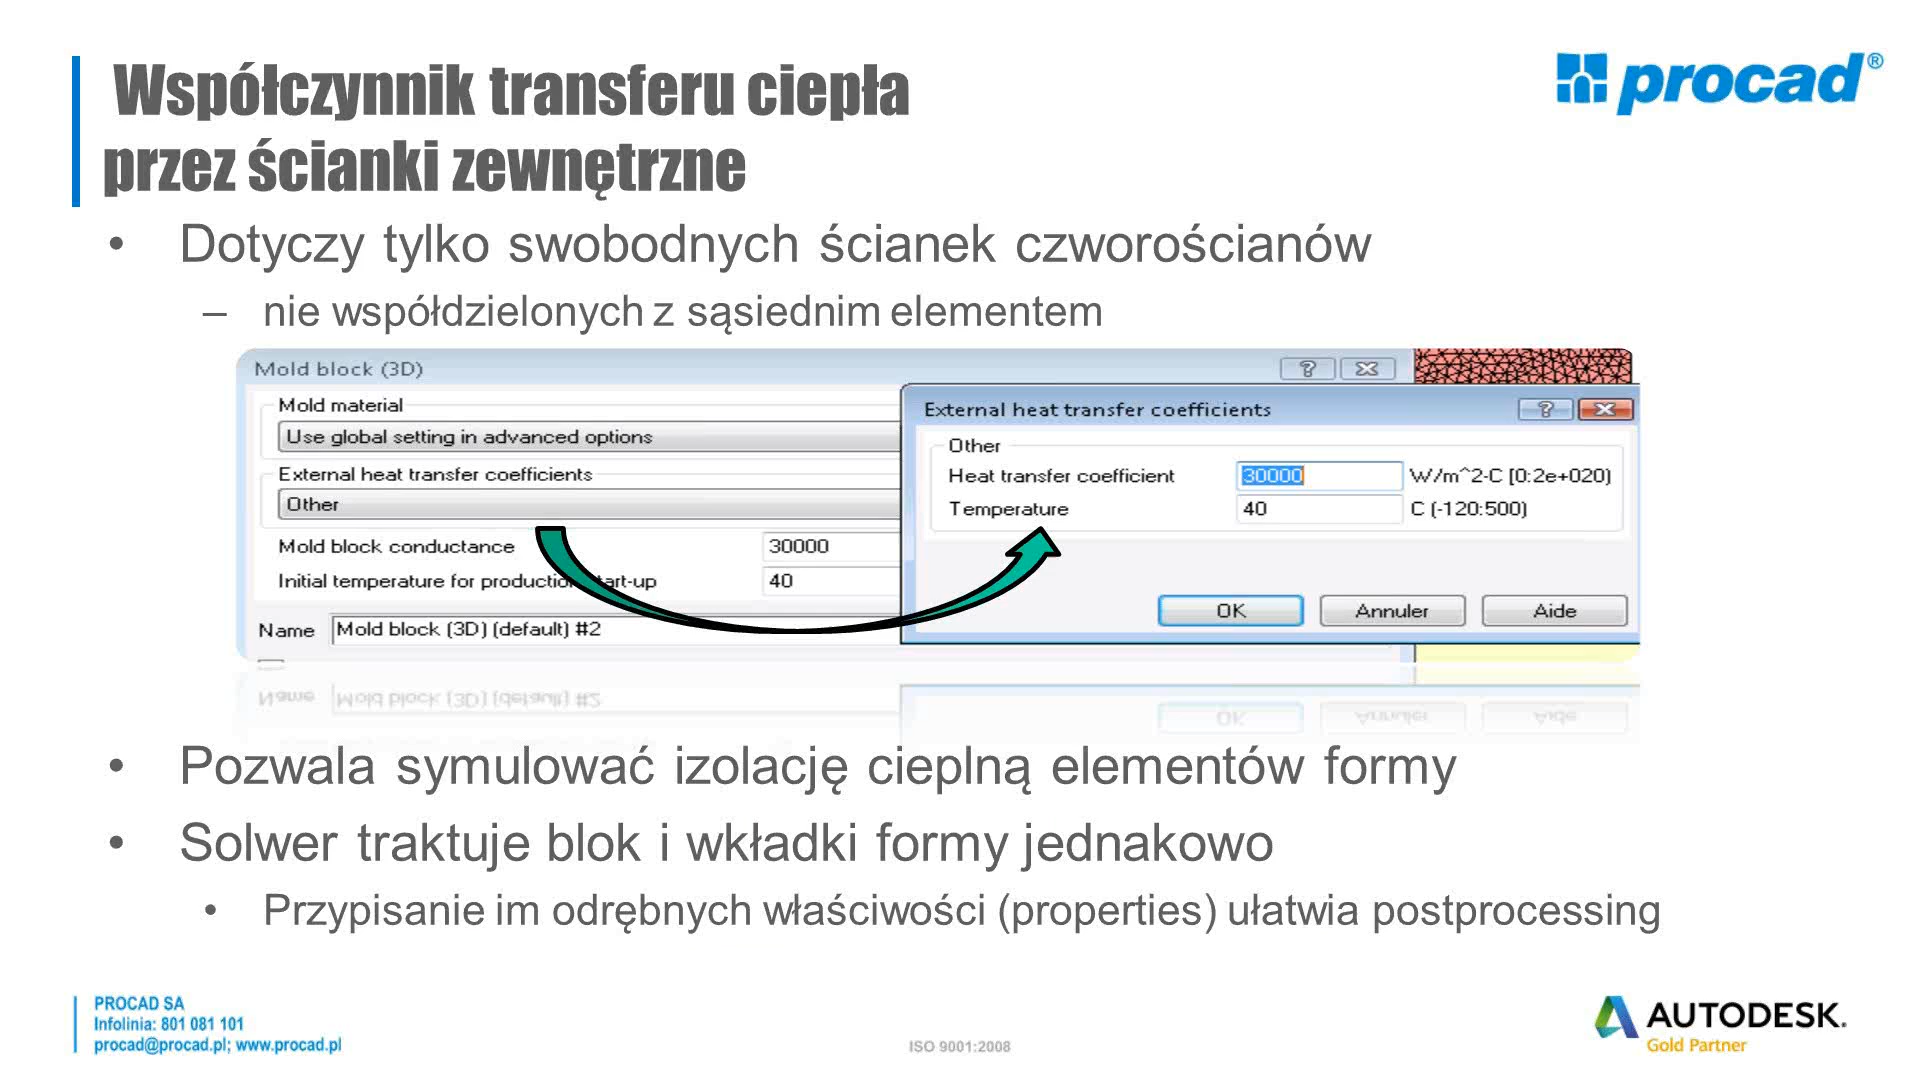 Współczynnik transferu ciepła
przez ścianki zewnętrzne
procad®
• Dotyczy tylko swobodnych ścianek czworościanów
– nie współdzielonych z sąsiednim elementem
Mold block (3D)
Mold material
Use global setting in advanced options
External heat transfer coefficients
Other
Mold block conductance 30000
Initial temperature for production start-up 40
Name Mold block (3D) (default) #2
External heat transfer coefficients
Other
Heat transfer coefficient 30000 W/m^2-C [0:2e+020)
Temperature 40 C (-120:500)
OK Annuler Aide
• Pozwala symulować izolację cieplną elementów formy
• Solwer traktuje blok i wkładki formy jednakowo
• Przypisanie im odrębnych właściwości (properties) ułatwia postprocessing
PROCAD SA
Infolinia: 801 081 101
procad@procad.pl; www.procad.pl
ISO 9001:2008
AUTODESK.
Gold Partner